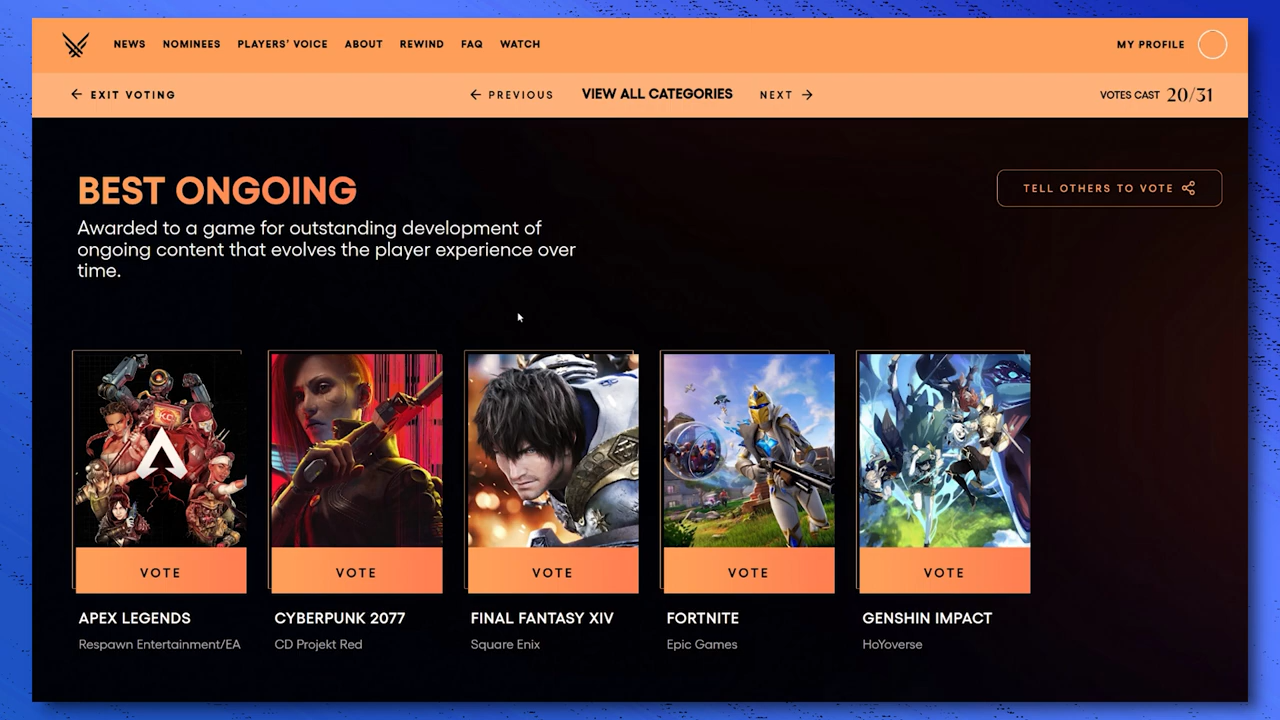 NEWS NOMINEES PLAYERS' VOICE ABOUT REWIND FAQ WATCH MY PROFILE
← EXIT VOTING ← PREVIOUS VIEW ALL CATEGORIES NEXT → VOTES CAST 20/31
BEST ONGOING
TELL OTHERS TO VOTE
Awarded to a game for outstanding development of
ongoing content that evolves the player experience over
time.
VOTE VOTE VOTE VOTE VOTE
APEX LEGENDS CYBERPUNK 2077 FINAL FANTASY XIV FORTNITE GENSHIN IMPACT
Respawn Entertainment/EA CD Projekt Red Square Enix Epic Games HoYoverse